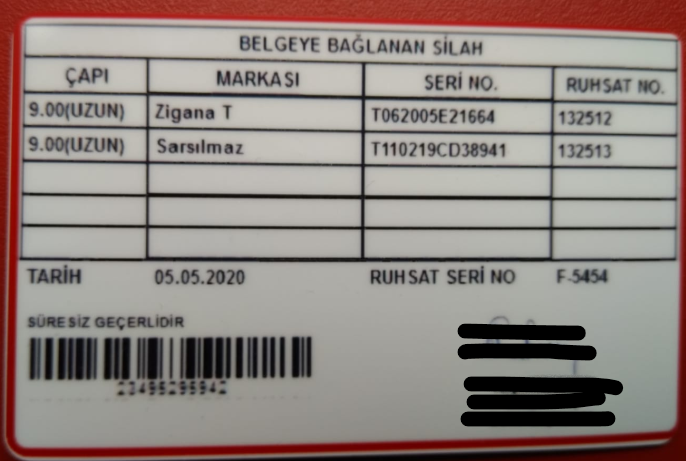 BELGEYE BAĞLANAN SİLAH
ÇAPI MARKASI SERİ NO. RUHSAT NO.
9.00(UZUN) Zigana T T062005E21664 132512
9.00(UZUN) Sarsılmaz T110219CD38941 132513
TARİH 05.05.2020 RUHSAT SERİ NO F-5454
SÜRESİZ GEÇERLİDİR
23495295942